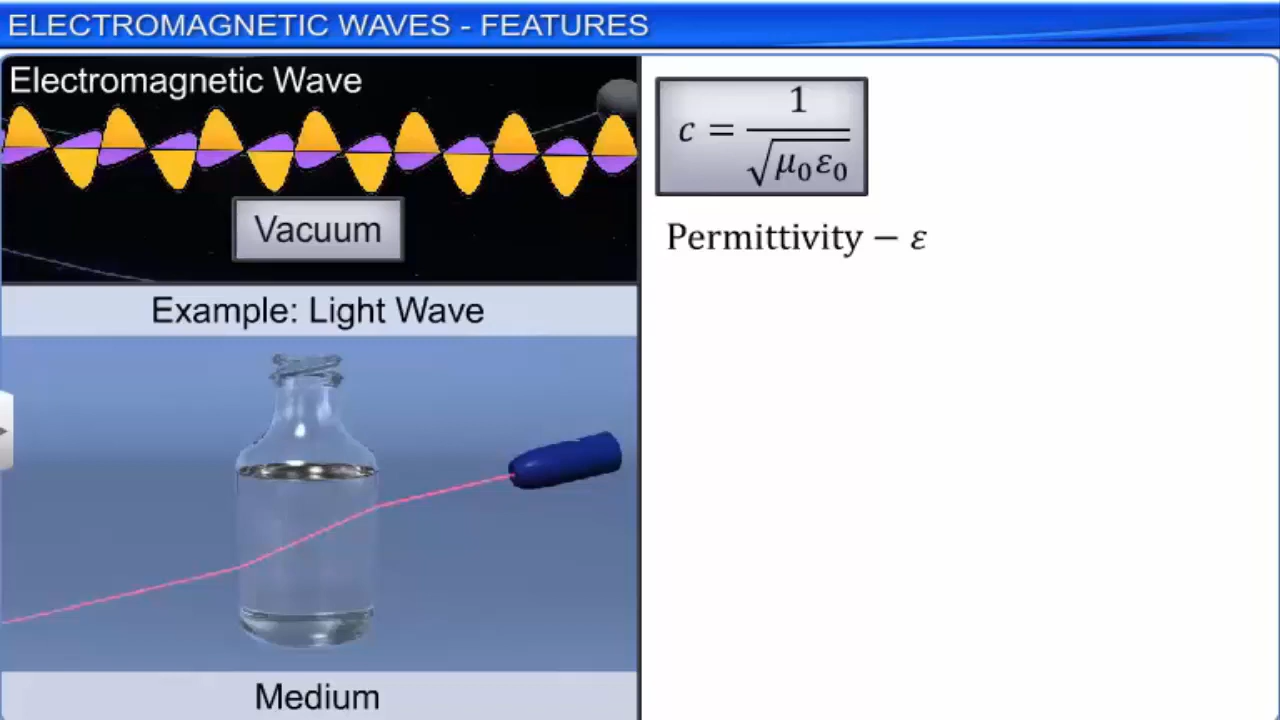 ELECTROMAGNETIC WAVES - FEATURES
Electromagnetic Wave
Vacuum
Example: Light Wave
Medium
c = 1/√μ₀ε₀
Permittivity – ε